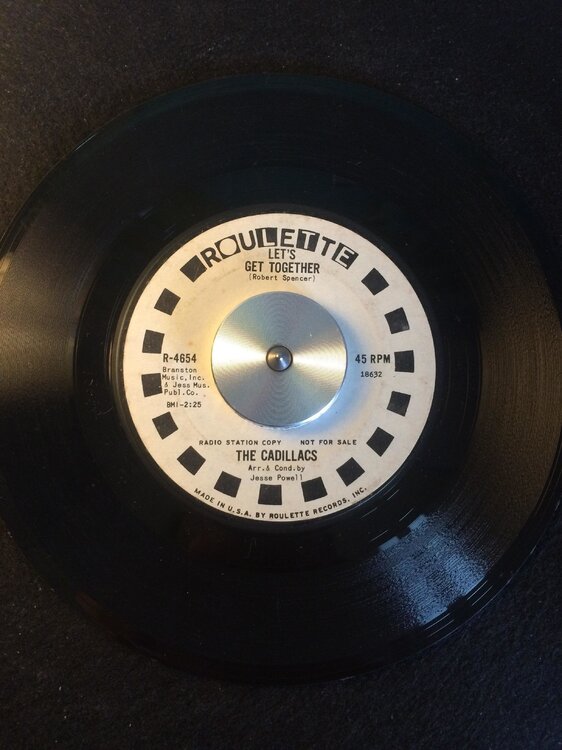 ROULETTE
LET'S
GET TOGETHER
(Robert Spencer)
R-4654
Branston
Music, Inc.
& Jess Mus.
Publ. Co.
BMI-2:25
45 RPM
18632
RADIO STATION COPY NOT FOR SALE
THE CADILLACS
Arr. & Cond. by
Jesse Powell
MADE IN U.S.A. BY ROULETTE RECORDS, INC.